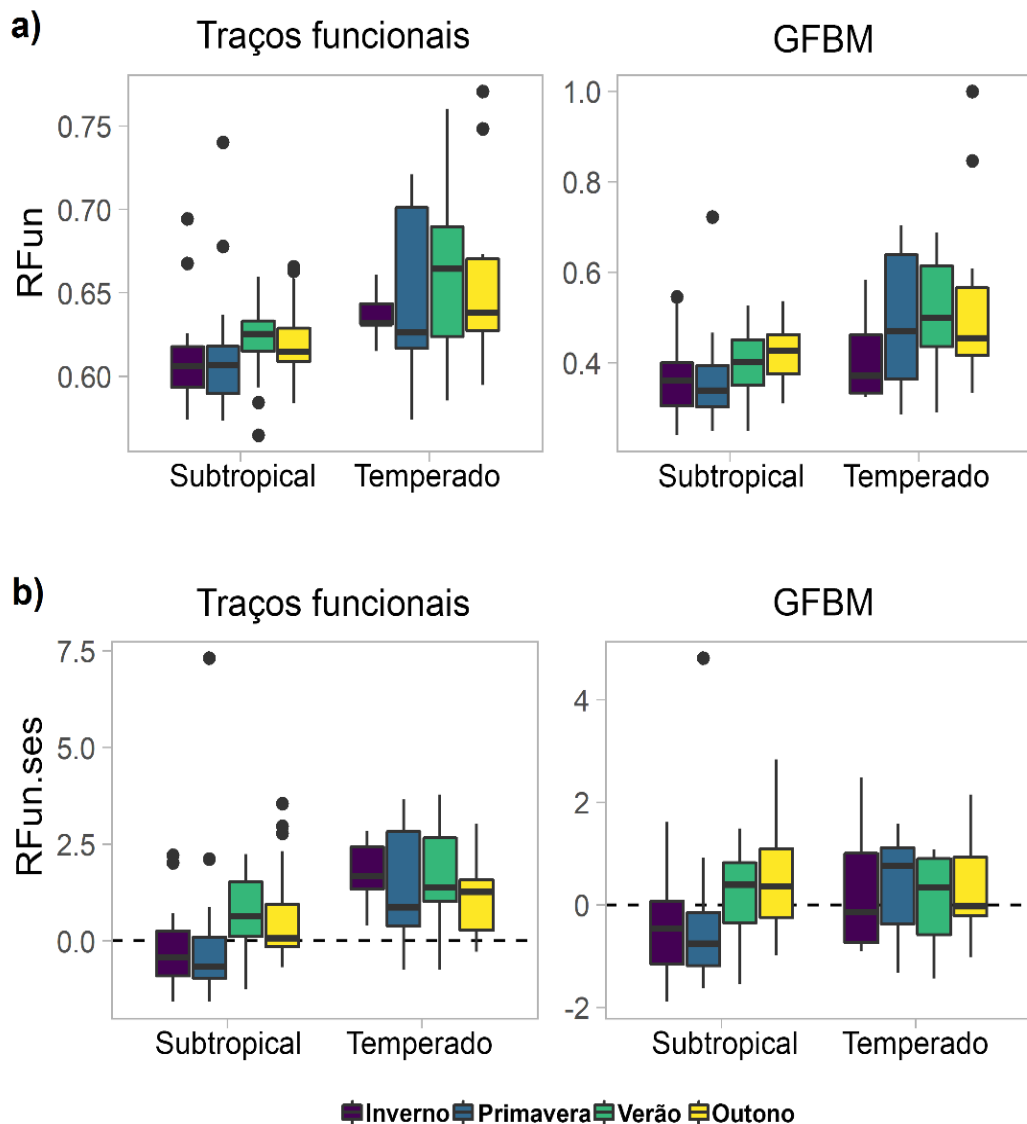 a)
Traços funcionais
GFBM
RFun
0.75
0.70
0.65
0.60
1.0
0.8
0.6
0.4
Subtropical
Temperado
Subtropical
Temperado
b)
Traços funcionais
GFBM
RFun.ses
7.5
5.0
2.5
0.0
4
2
0
-2
Subtropical
Temperado
Subtropical
Temperado
Inverno Primavera Verão Outono